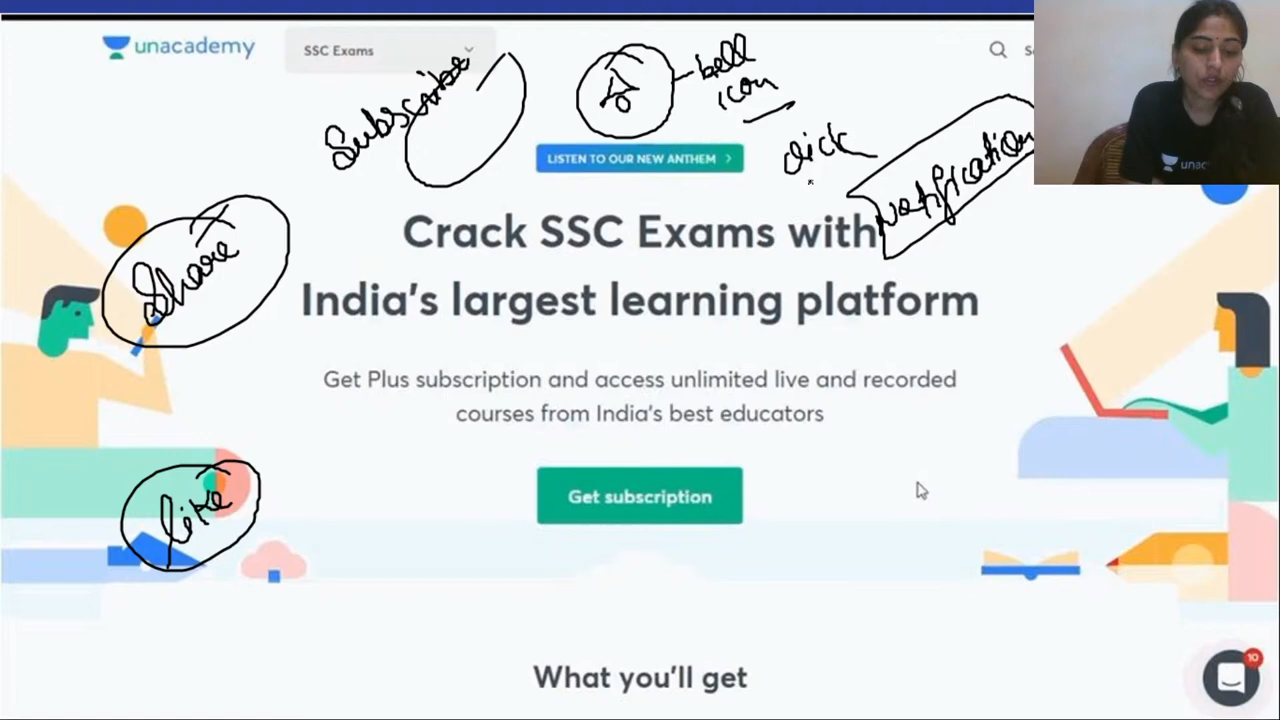 unacademy
SSC Exams
Subscribe
bell
icon
LISTEN TO OUR NEW ANTHEM >
click
notification
Share
Crack SSC Exams with
India's largest learning platform
Get Plus subscription and access unlimited live and recorded
courses from India's best educators
Like
Get subscription
What you'll get
10